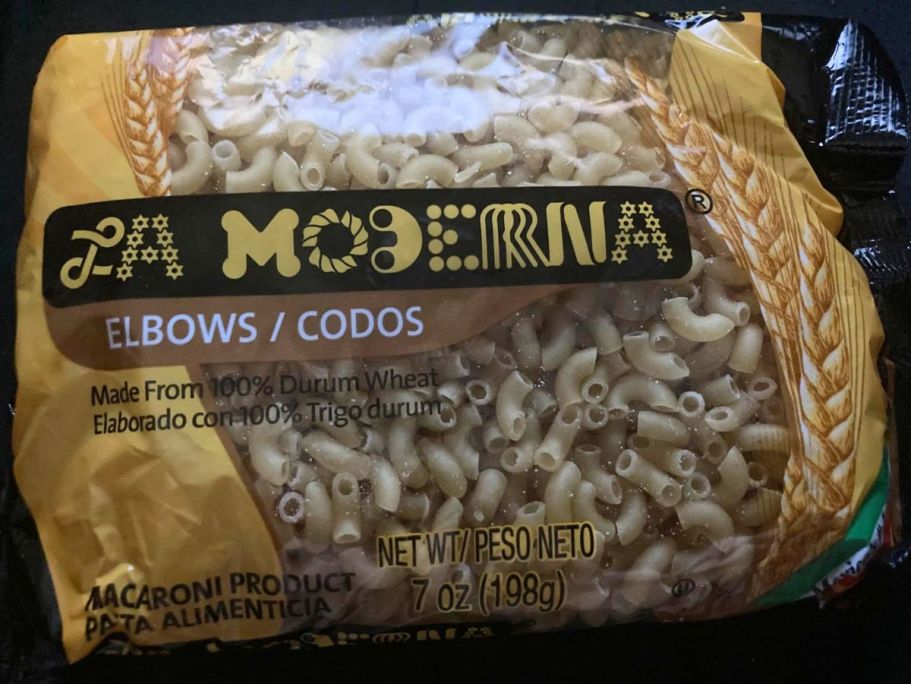 LA MODERNA®
ELBOWS / CODOS
Made From 100% Durum Wheat
Elaborado con 100% Trigo durum
NET WT/ PESO NETO
7 oz (198g)
MACARONI PRODUCT
PASTA ALIMENTICIA